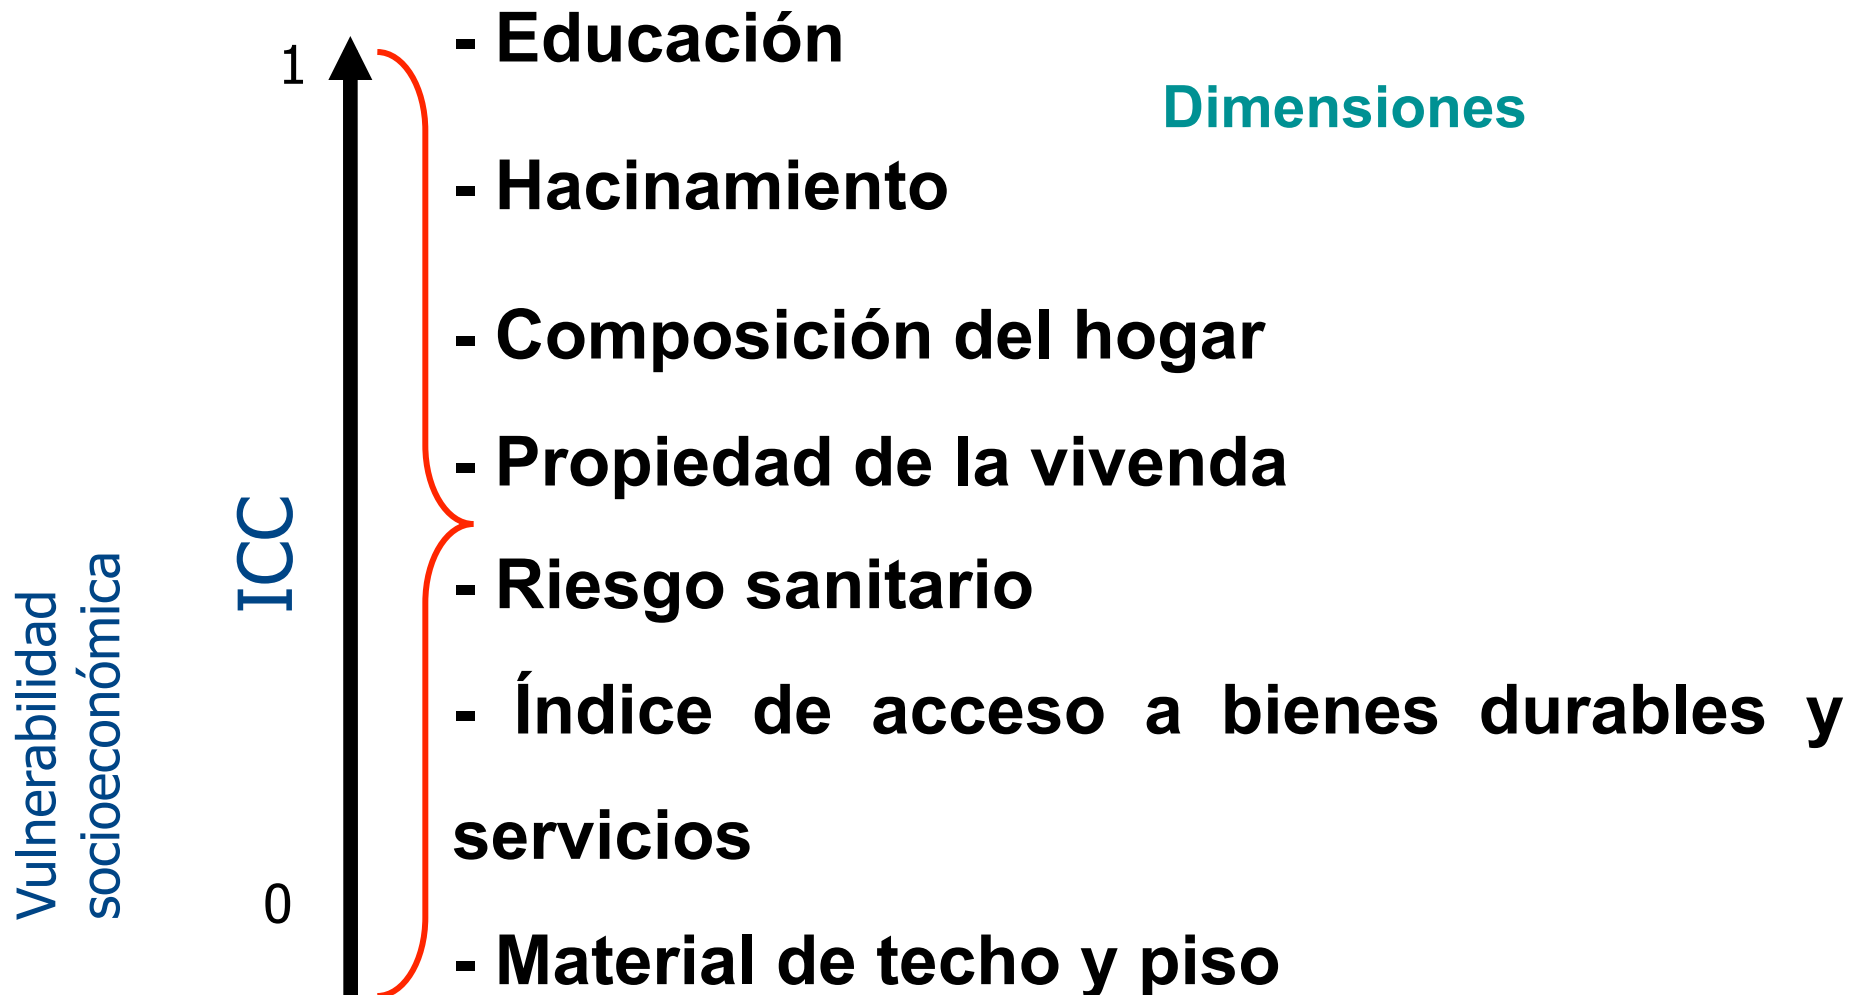 - Educación
1
Dimensiones
- Hacinamiento
- Composición del hogar
- Propiedad de la vivenda
ICC
- Riesgo sanitario
Vulnerabilidad
socioeconómica
- Índice de acceso a bienes durables y
servicios
0
- Material de techo y piso